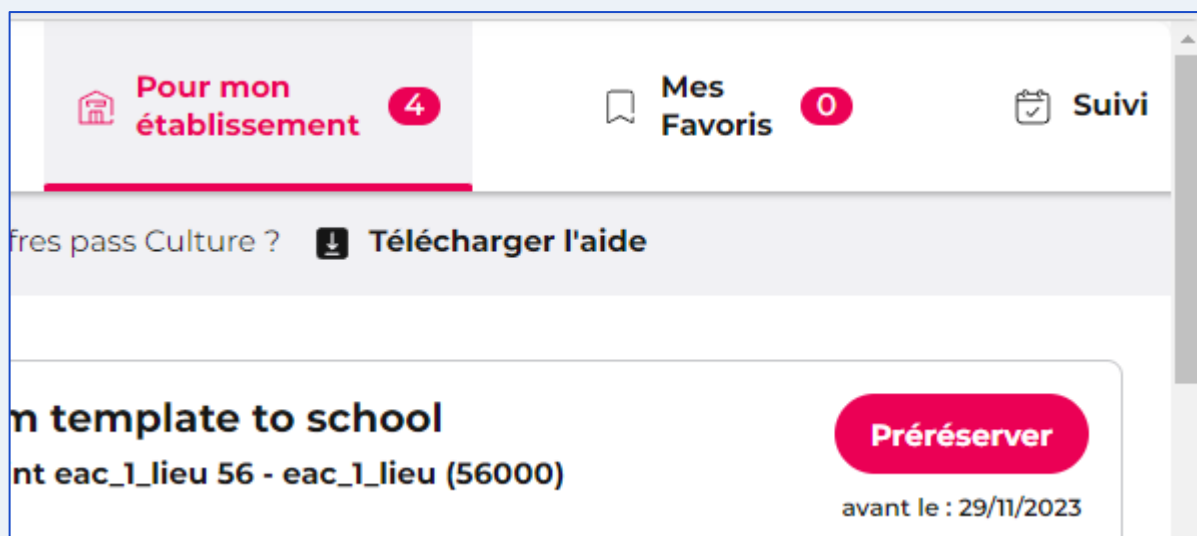 Pour mon
établissement 4
Mes
Favoris 0
Suivi
fres pass Culture ? Télécharger l'aide
m template to school
Préréserver
nt eac_1_lieu 56 - eac_1_lieu (56000)
avant le : 29/11/2023